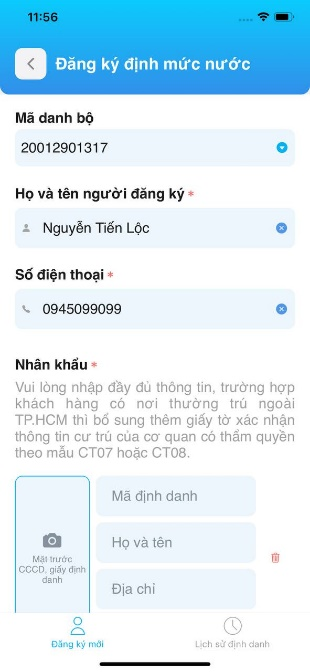 11:56
Đăng ký định mức nước
Mã danh bộ
20012901317
Họ và tên người đăng ký *
Nguyễn Tiến Lộc
Số điện thoại *
0945099099
Nhân khẩu *
Vui lòng nhập đầy đủ thông tin, trường hợp
khách hàng có nơi thường trú ngoài
TP.HCM thì bổ sung thêm giấy tờ xác nhận
thông tin cư trú của cơ quan có thẩm quyền
theo mẫu CT07 hoặc CT08.
Mặt trước
CCCD, giấy định
danh
Mã định danh
Họ và tên
Địa chỉ
Đăng ký mới
Lịch sử định danh